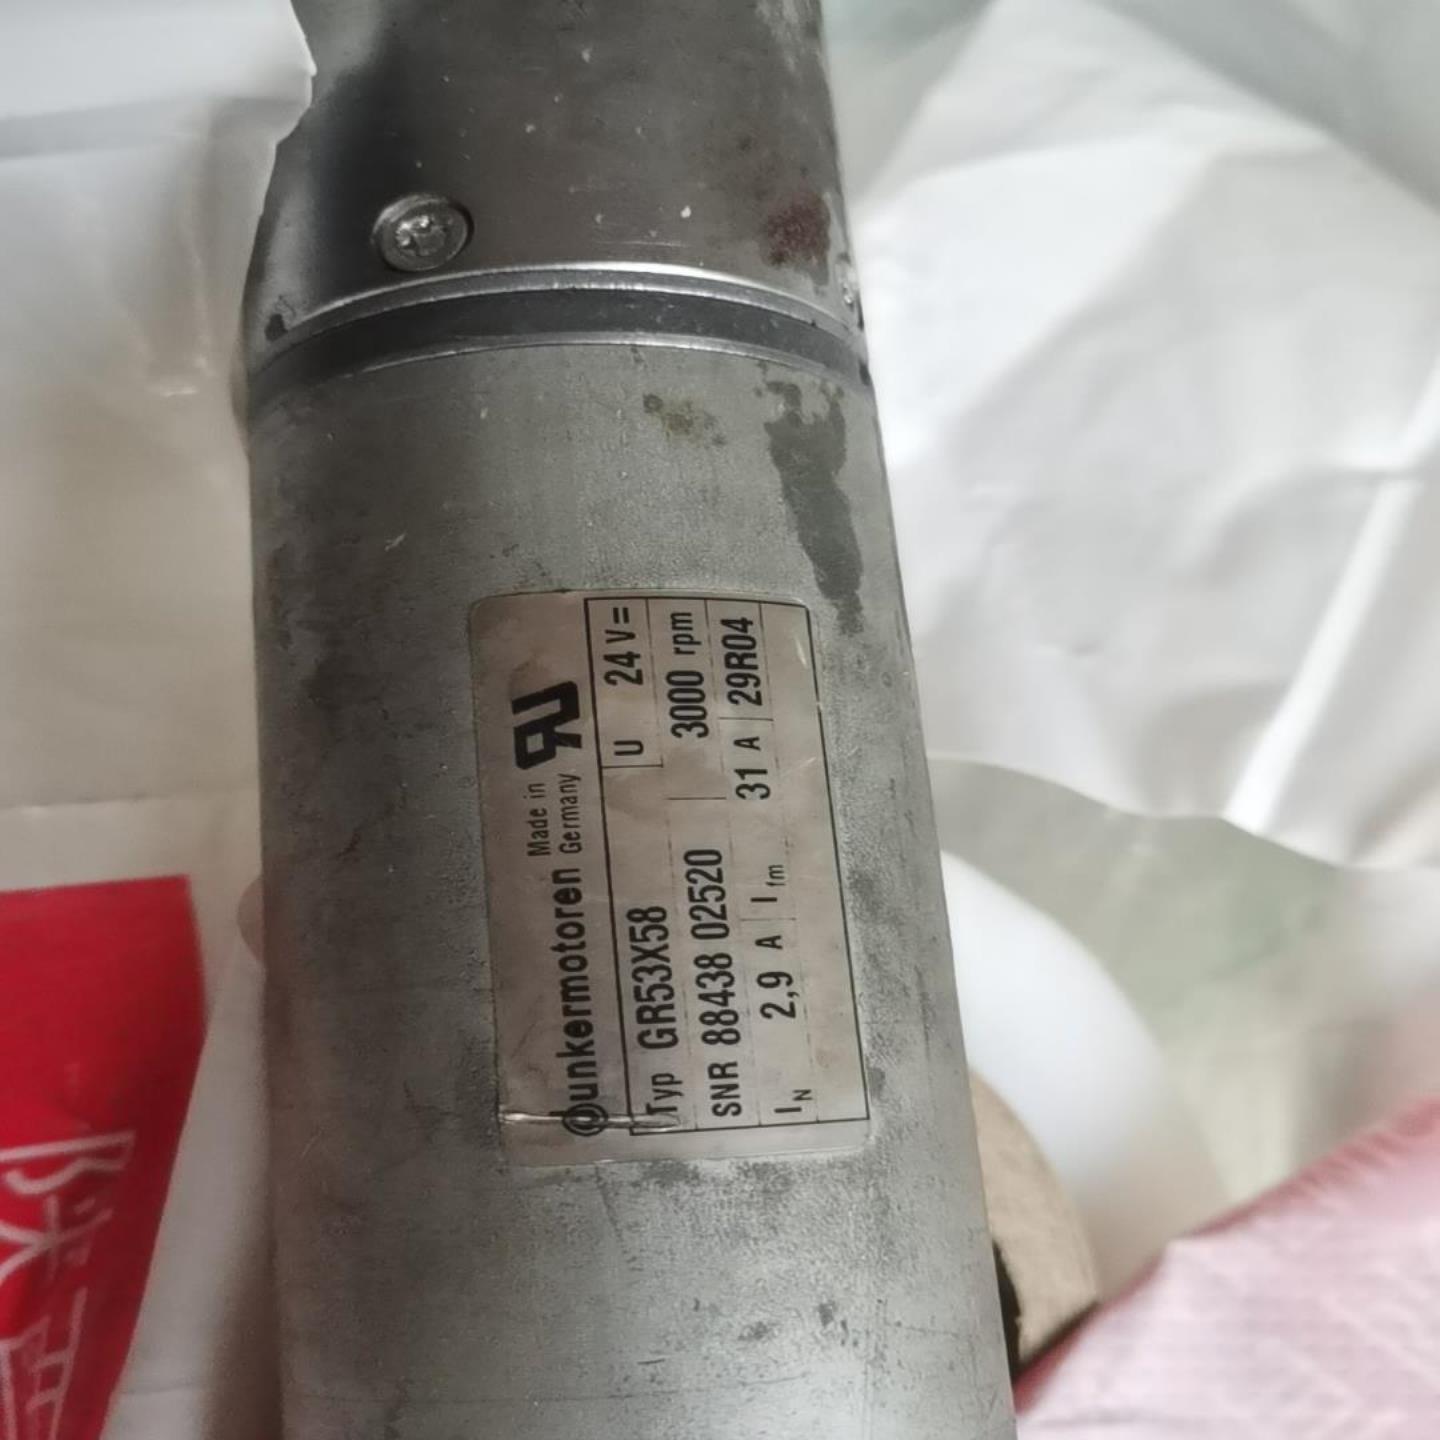 dunkermotoren Made in Germany
Typ GR53X58 U 24 V=
SNR 88438 02520 3000 rpm
IN 2,9 A Ifm 31 A 29R04